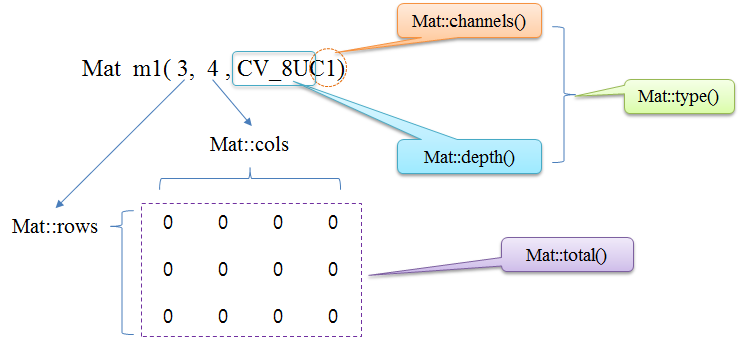 Mat::channels()
Mat m1( 3, 4 , CV_8UC1)
Mat::type()
Mat::cols
Mat::depth()
Mat::rows
0 0 0 0
Mat::total()
0 0 0 0
0 0 0 0